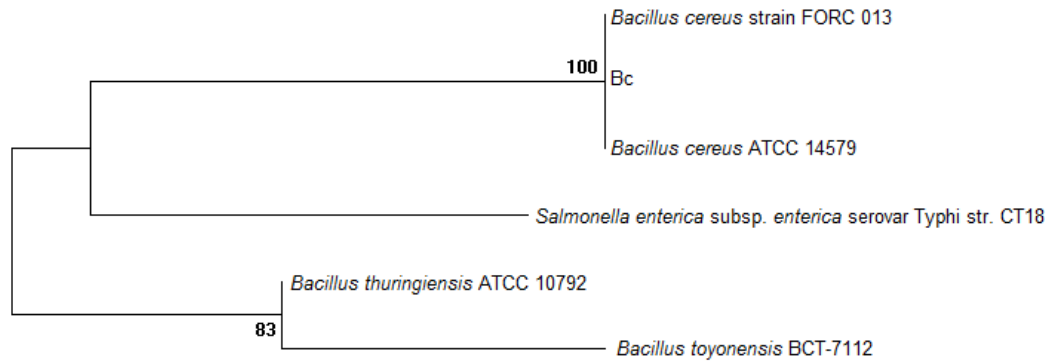 Bacillus cereus strain FORC 013
100
Bc
Bacillus cereus ATCC 14579
Salmonella enterica subsp. enterica serovar Typhi str. CT18
Bacillus thuringiensis ATCC 10792
83
Bacillus toyonensis BCT-7112